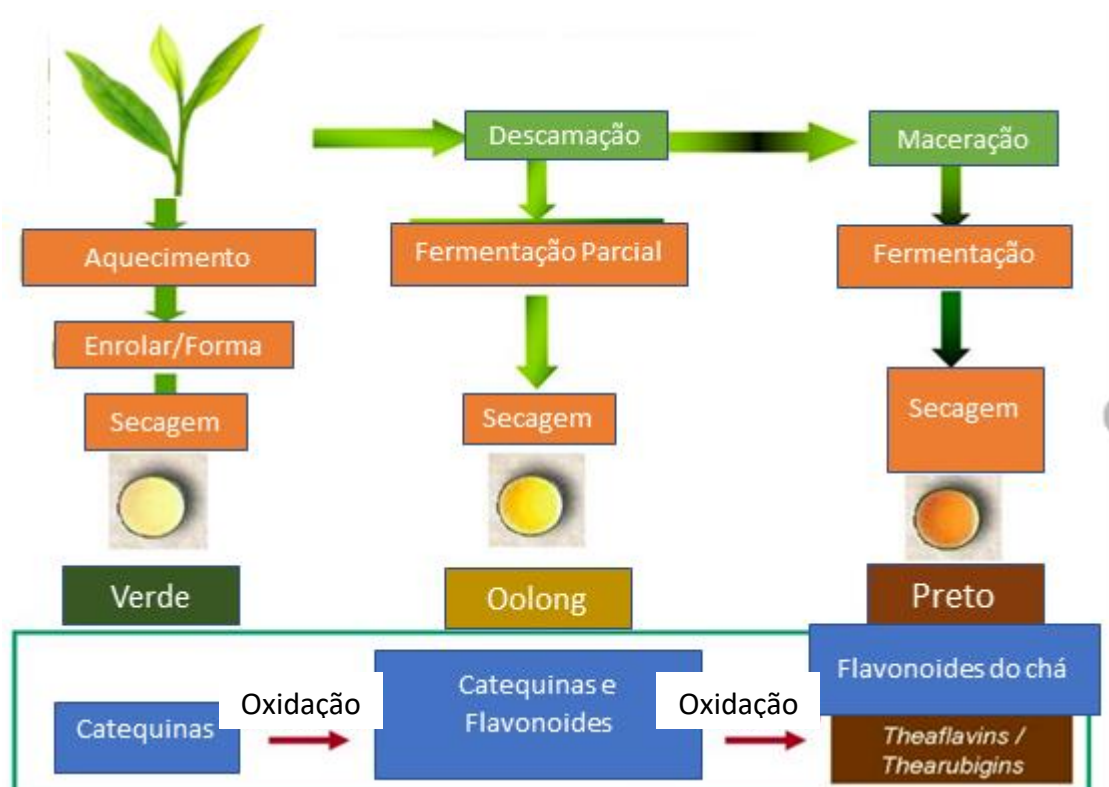 Descamação
Maceração
Aquecimento
Fermentação Parcial
Fermentação
Enrolar/Forma
Secagem
Secagem
Secagem
Verde
Oolong
Preto
Catequinas
Oxidação
Catequinas e
Flavonoides
Oxidação
Flavonoides do chá
Theaflavins /
Thearubigins